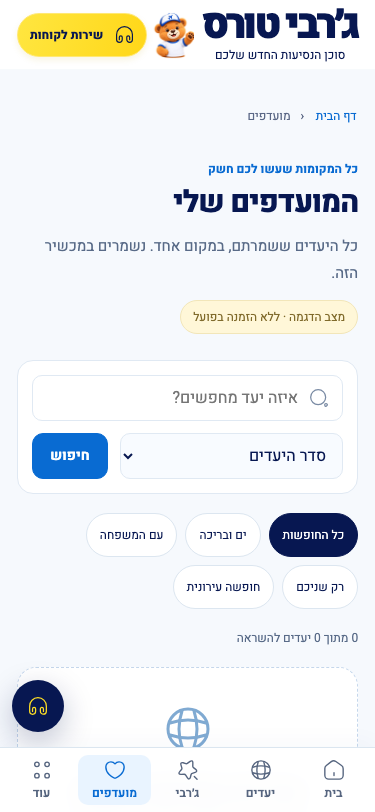 ג׳רבי טורס
סוכן הנסיעות החדש שלכם
שירות לקוחות
דף הבית › מועדפים
כל המקומות שעשו לכם חשק
המועדפים שלי
כל היעדים ששמרתם, במקום אחד. נשמרים במכשיר
הזה.
מצב הדגמה · ללא הזמנה בפועל
איזה יעד מחפשים?
סדר היעדים
חיפוש
כל החופשות
ים ובריכה
עם המשפחה
רק שניכם
חופשה עירונית
0 מתוך 0 יעדים להשראה
בית
יעדים
ג׳רבי
מועדפים
עוד